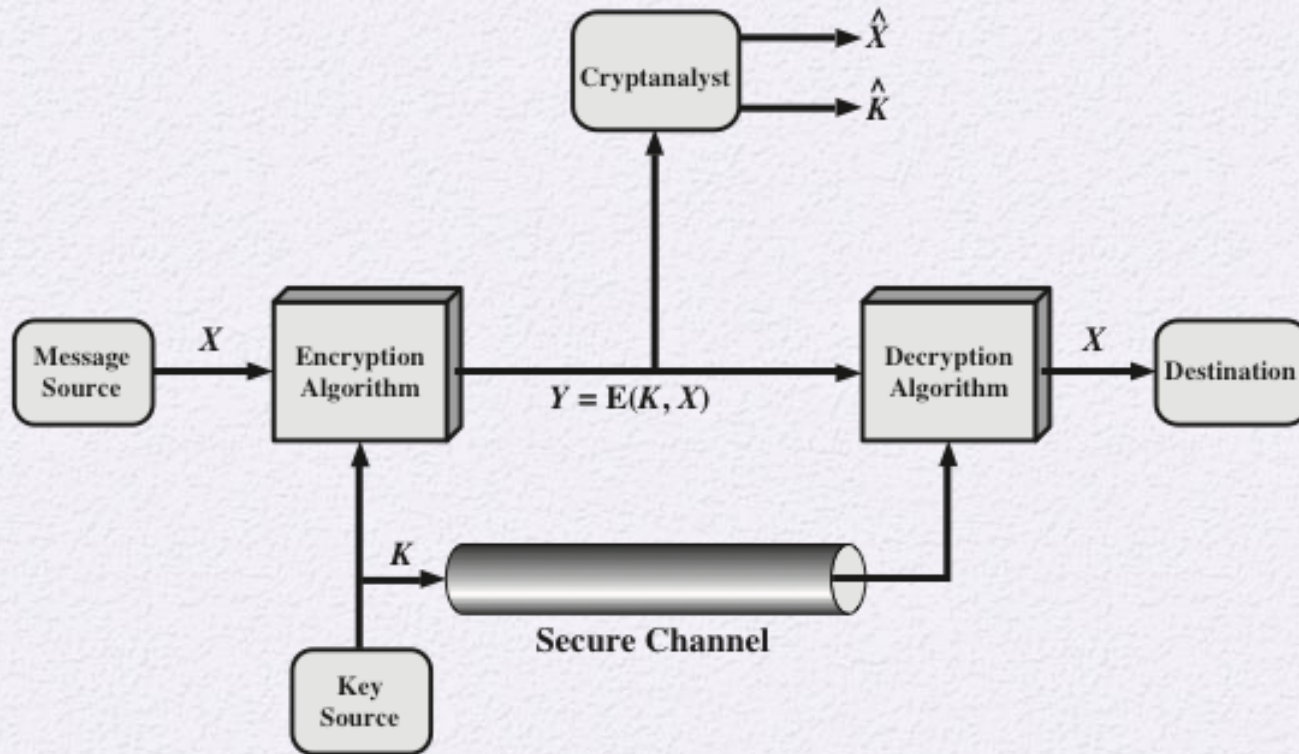 X̂
Cryptanalyst
K̂
Message
Source
X
Encryption
Algorithm
Y = E(K, X)
Decryption
Algorithm
X
Destination
K
Secure Channel
Key
Source